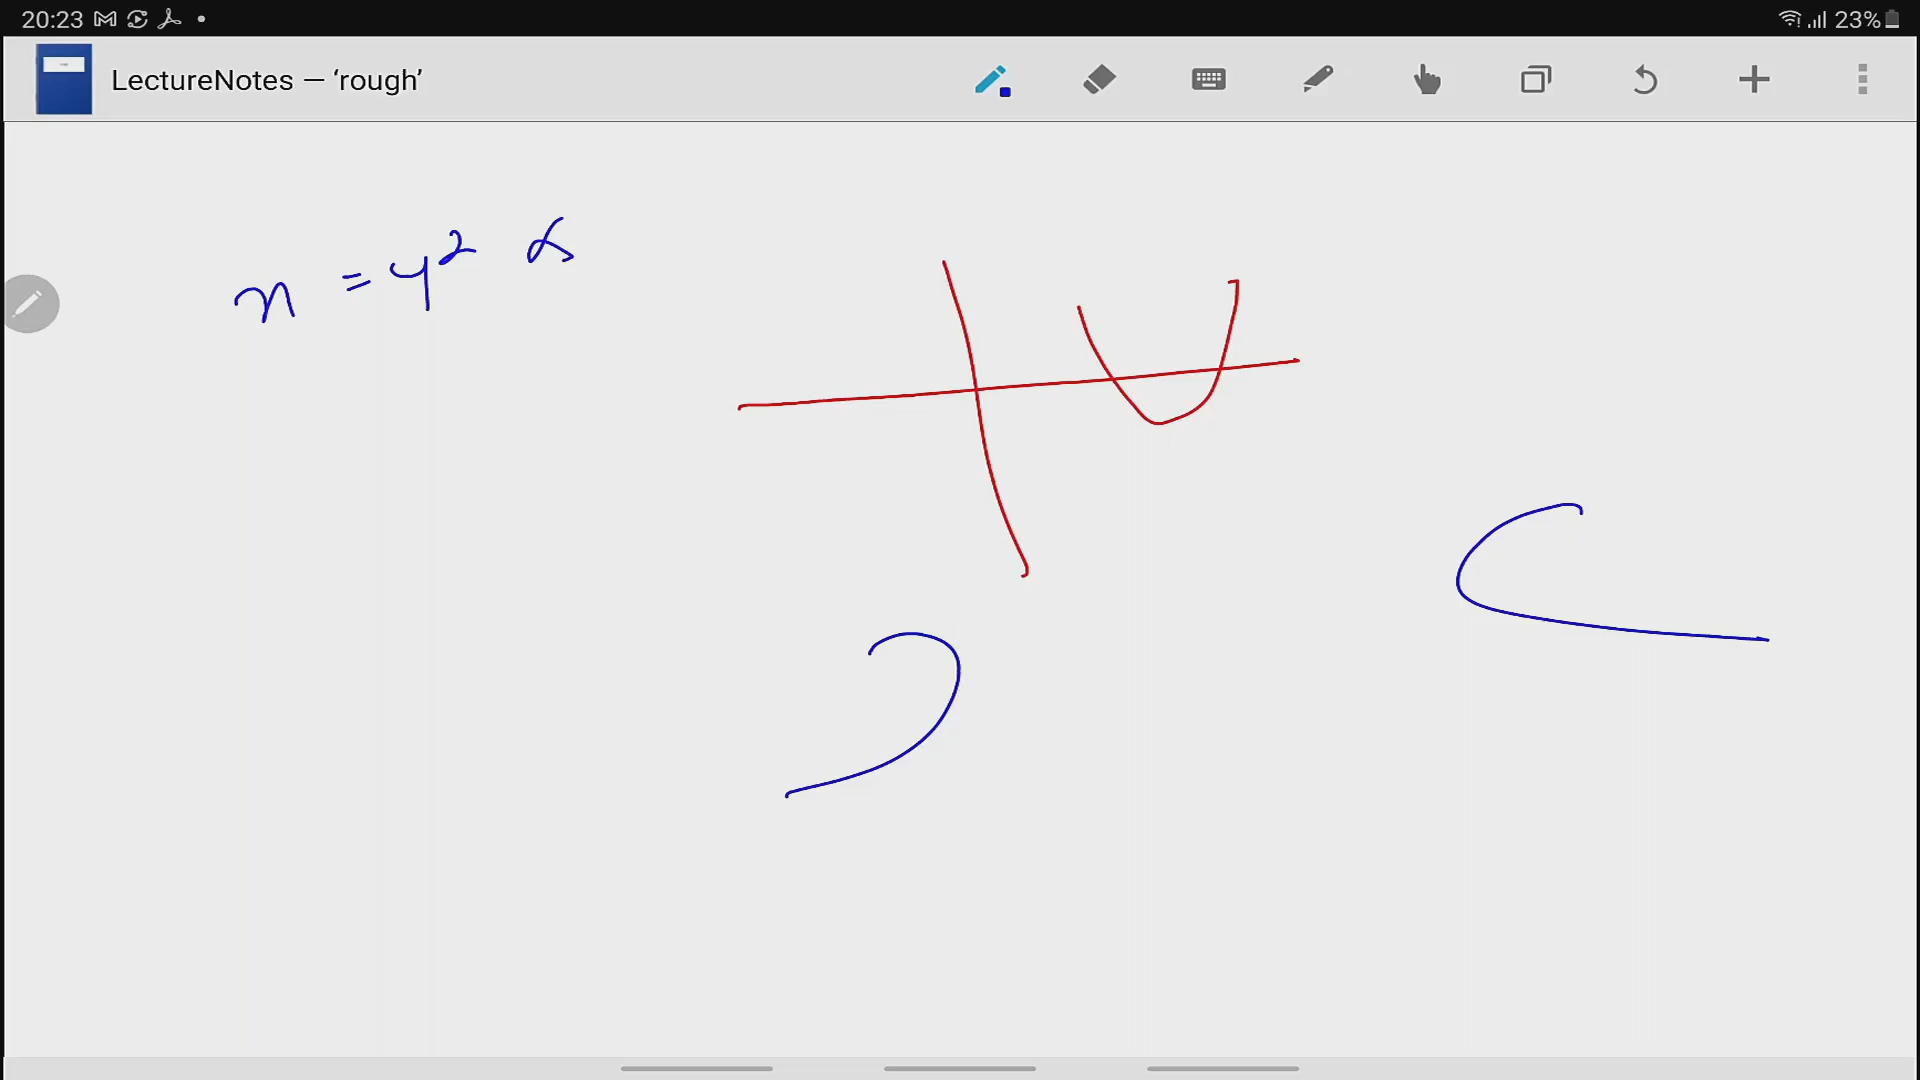 20:23 23%
LectureNotes — ‘rough’
x = y² α